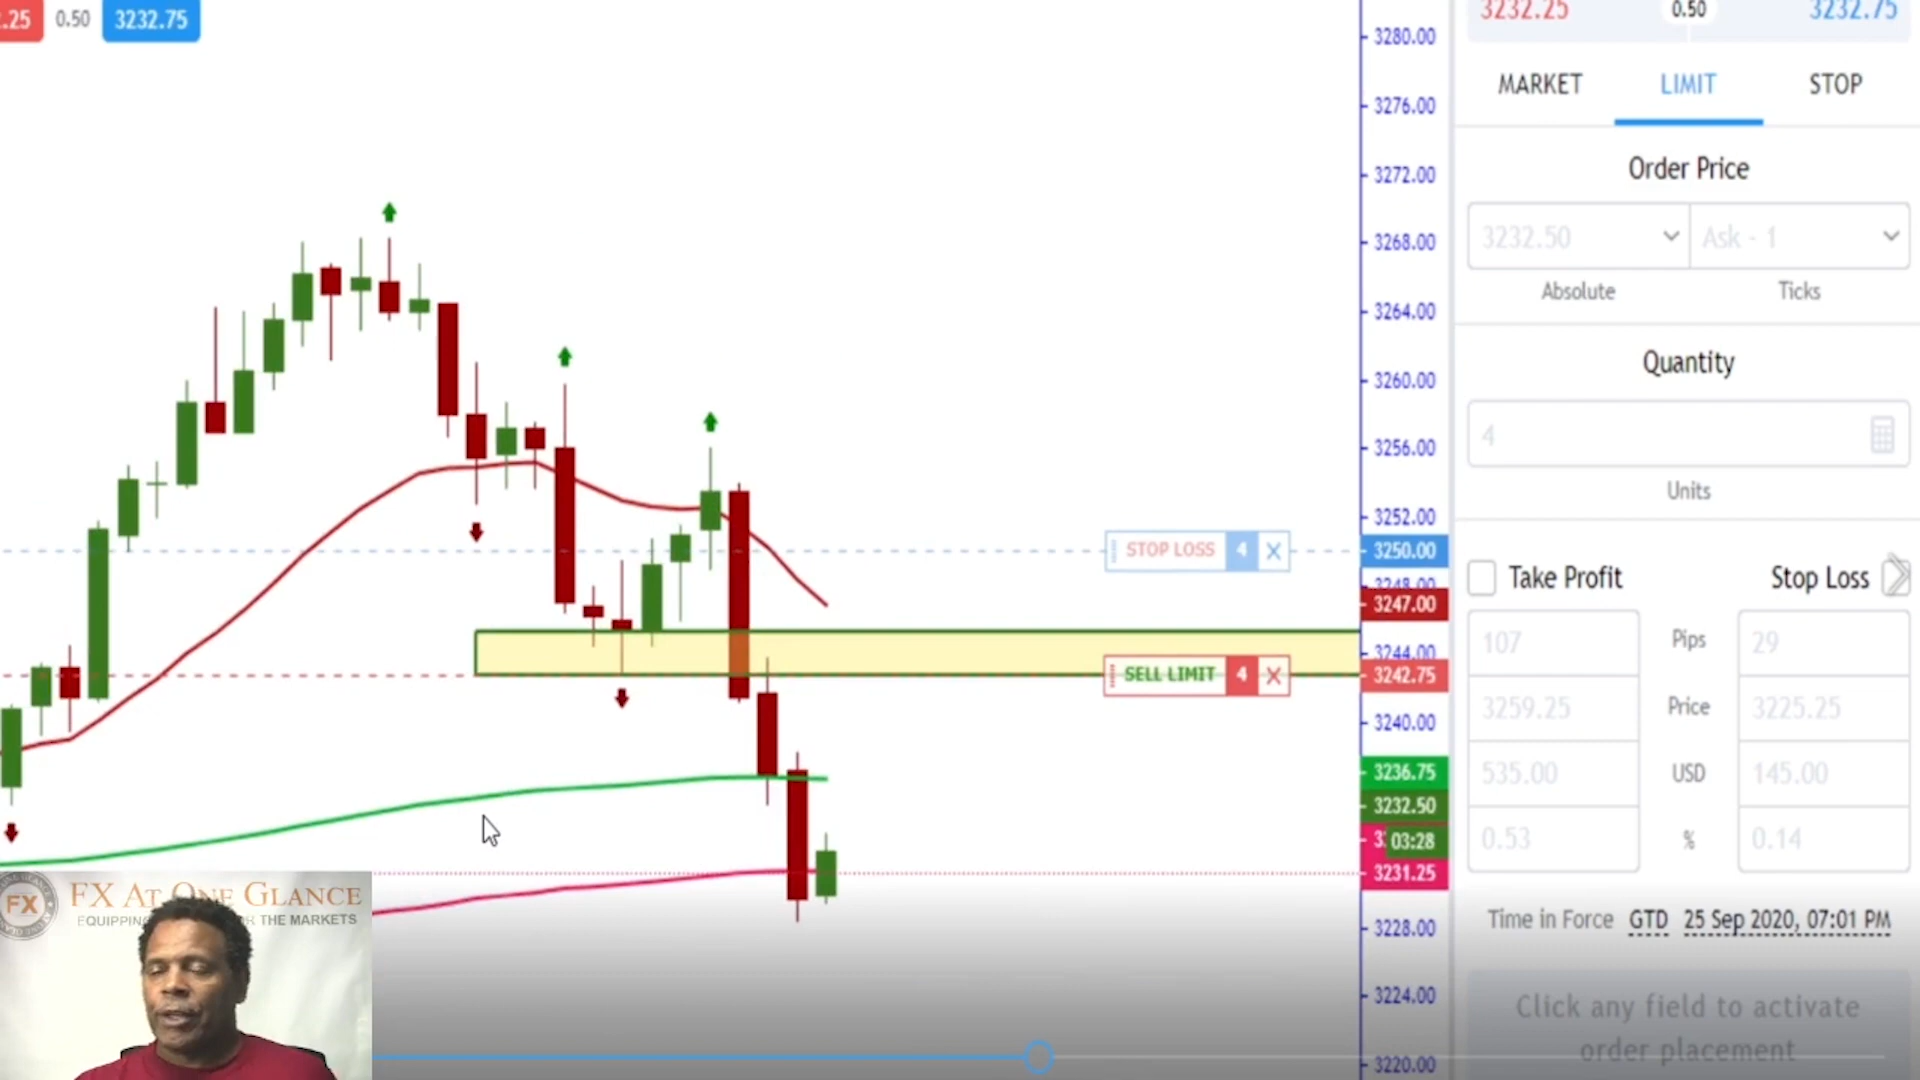 .25 0.50 3232.75
3232.25 0.50 3232.75
MARKET LIMIT STOP
Order Price
3232.50 Ask - 1
Absolute Ticks
Quantity
4
Units
Take Profit Stop Loss
107 Pips 29
3259.25 Price 3225.25
535.00 USD 145.00
0.53 % 0.14
Time in Force GTD 25 Sep 2020, 07:01 PM
Click any field to activate
order placement
3280.00
3276.00
3272.00
3268.00
3264.00
3260.00
3256.00
3252.00
STOP LOSS 4 X 3250.00
3248.00
3247.00
3244.00
SELL LIMIT 4 X 3242.75
3240.00
3236.75
3232.50
03:28
3231.25
3228.00
3224.00
3220.00
FX FX AT ONE GLANCE
THE MARKETS